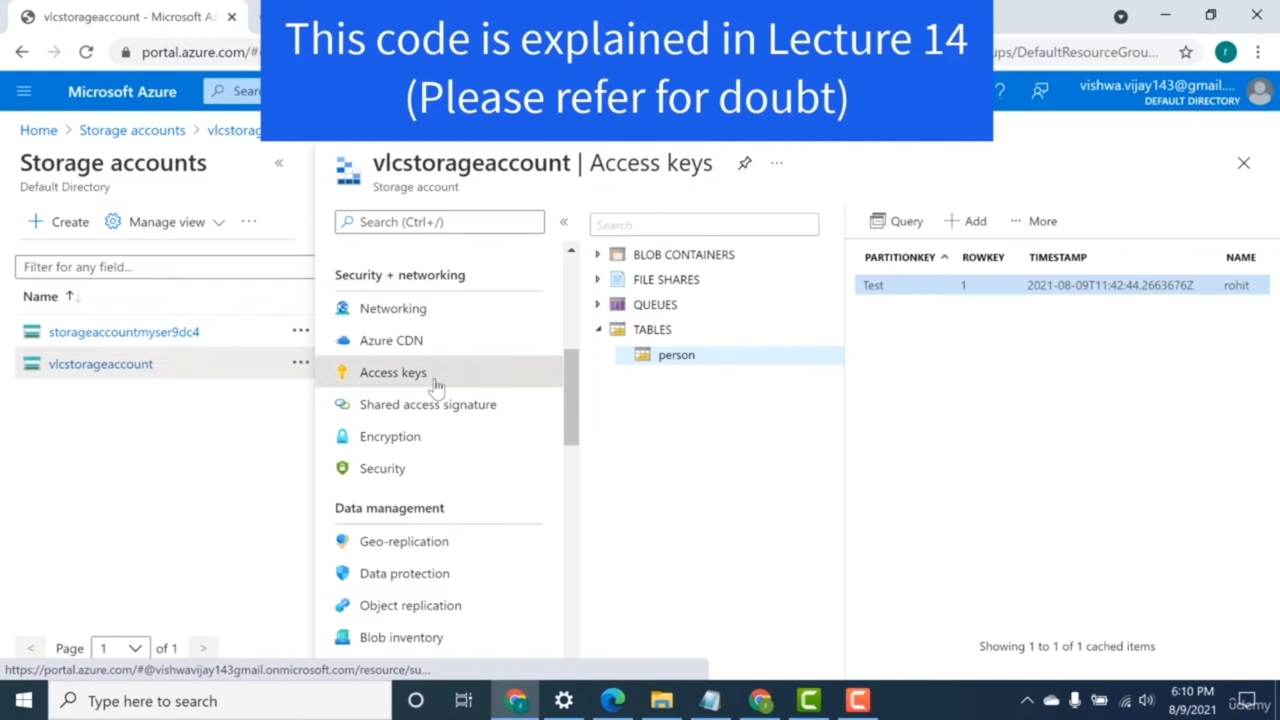 vlcstorageaccount - Microsoft Az
This code is explained in Lecture 14
(Please refer for doubt)
portal.azure.com/#
ups/DefaultResourceGrou...
r
Microsoft Azure
Sear
vishwa.vijay143@gmail....
DEFAULT DIRECTORY
Home > Storage accounts > vlcstorag
Storage accounts
Default Directory
Create
Manage view
Filter for any field...
Name
storageaccountmyser9dc4
vlcstorageaccount
Page 1 of 1
vlcstorageaccount | Access keys
Storage account
Search (Ctrl+/)
Security + networking
Networking
Azure CDN
Access keys
Shared access signature
Encryption
Security
Data management
Geo-replication
Data protection
Object replication
Blob inventory
Search
BLOB CONTAINERS
FILE SHARES
QUEUES
TABLES
person
Query
Add
More
PARTITIONKEY ROWKEY TIMESTAMP NAME
Test 1 2021-08-09T11:42:44.2663676Z rohit
Showing 1 to 1 of 1 cached items
https://portal.azure.com/#@vishwavijay143gmail.onmicrosoft.com/resource/su...
Type here to search
6:10 PM
8/9/2021
udemy